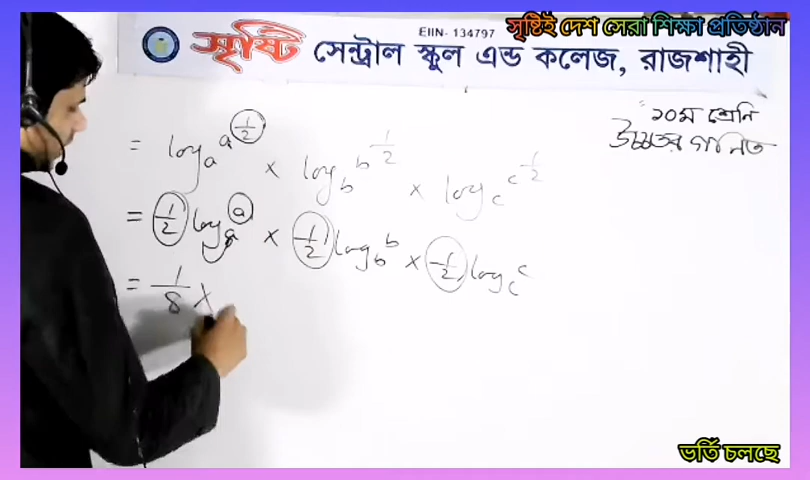 সৃষ্টিই দেশ সেরা শিক্ষা প্রতিষ্ঠান
EIIN- 134797
সৃষ্টি সেন্ট্রাল স্কুল এন্ড কলেজ, রাজশাহী
১০ম শ্রেনি
উচ্চতর গনিত
= log_a a^{1/2} × log_b b^{1/2} × log_c c^{1/2}
= 1/2 log_a a × 1/2 log_b b × 1/2 log_c c
= 1/8 ×
ভর্তি চলছে